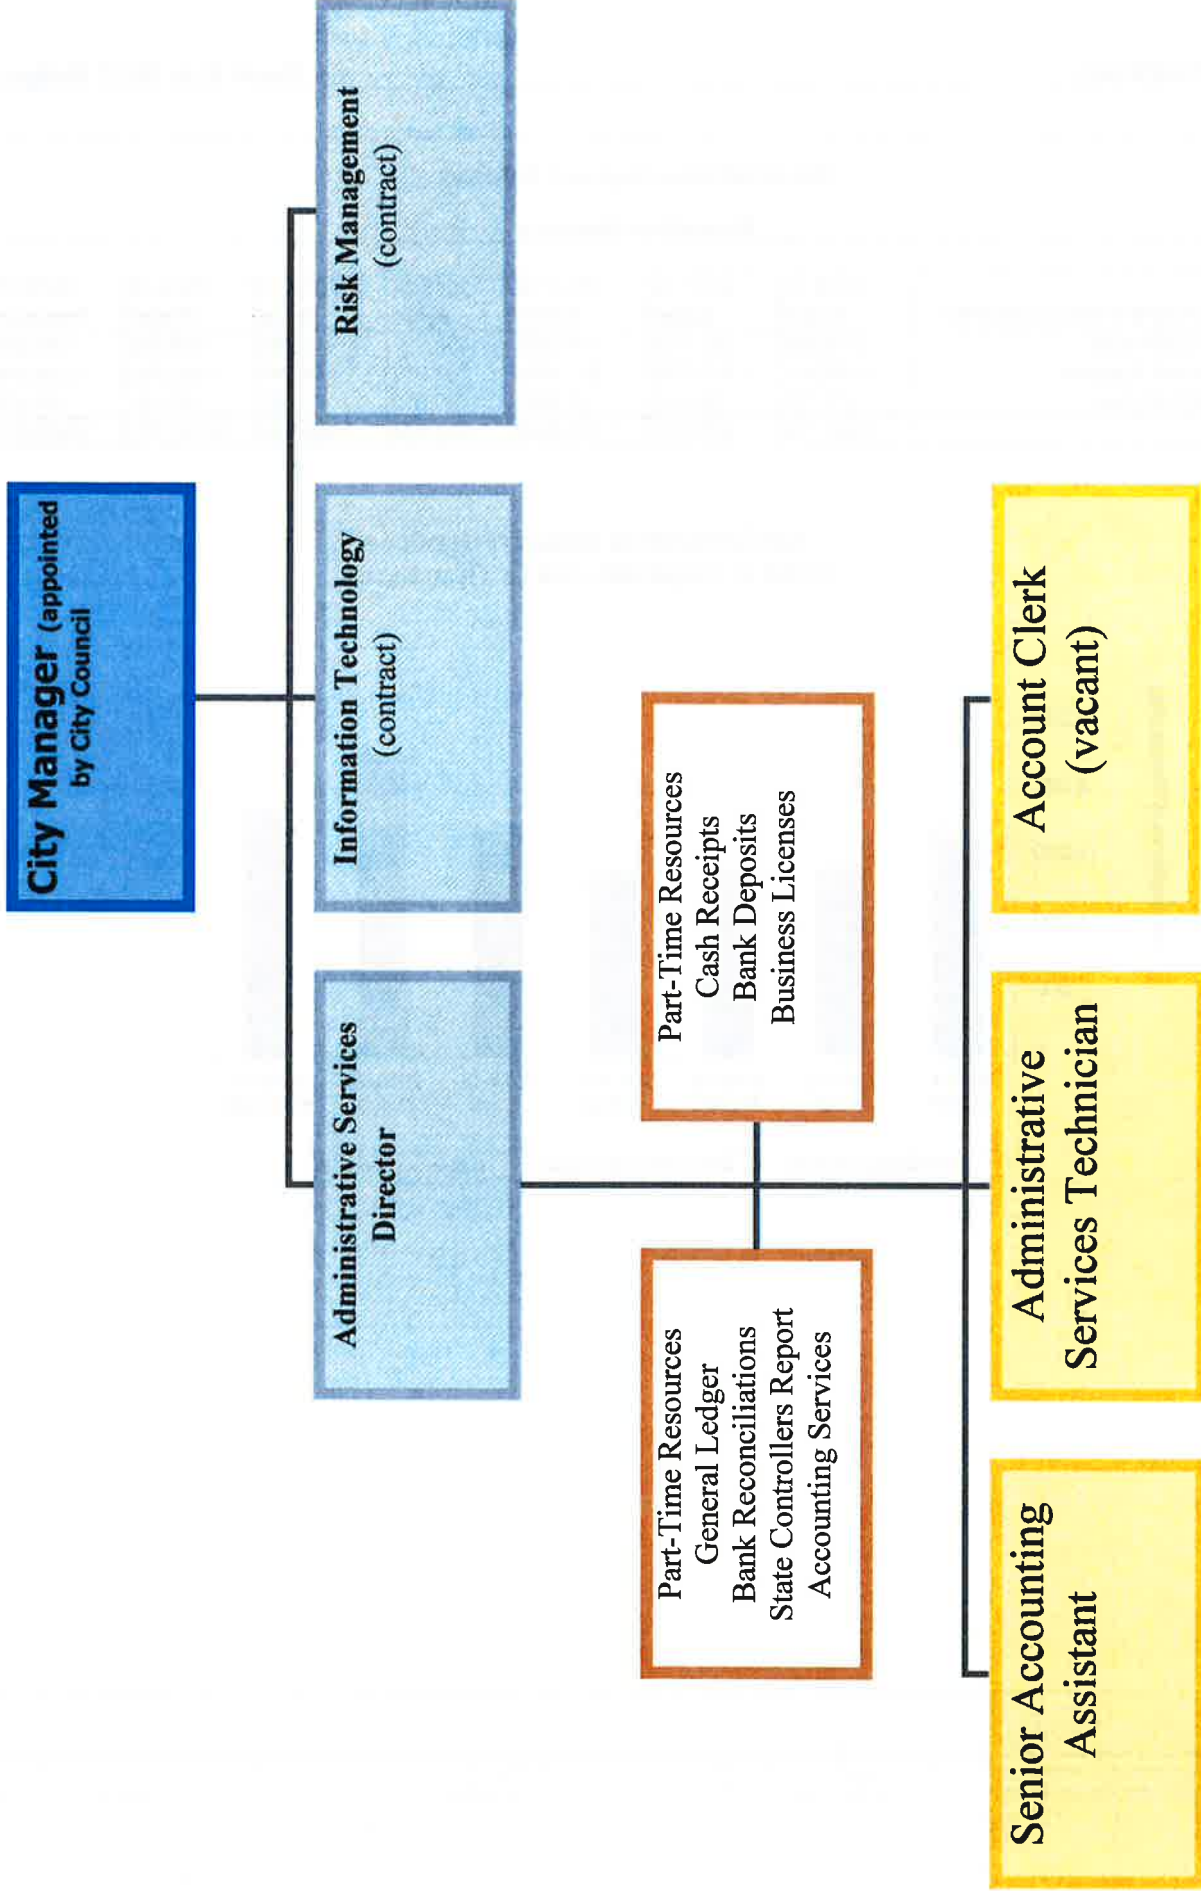 City Manager (appointed
by City Council
Administrative Services
Director
Information Technology
(contract)
Risk Management
(contract)
Part-Time Resources
General Ledger
Bank Reconciliations
State Controllers Report
Accounting Services
Part-Time Resources
Cash Receipts
Bank Deposits
Business Licenses
Senior Accounting
Assistant
Administrative
Services Technician
Account Clerk
(vacant)